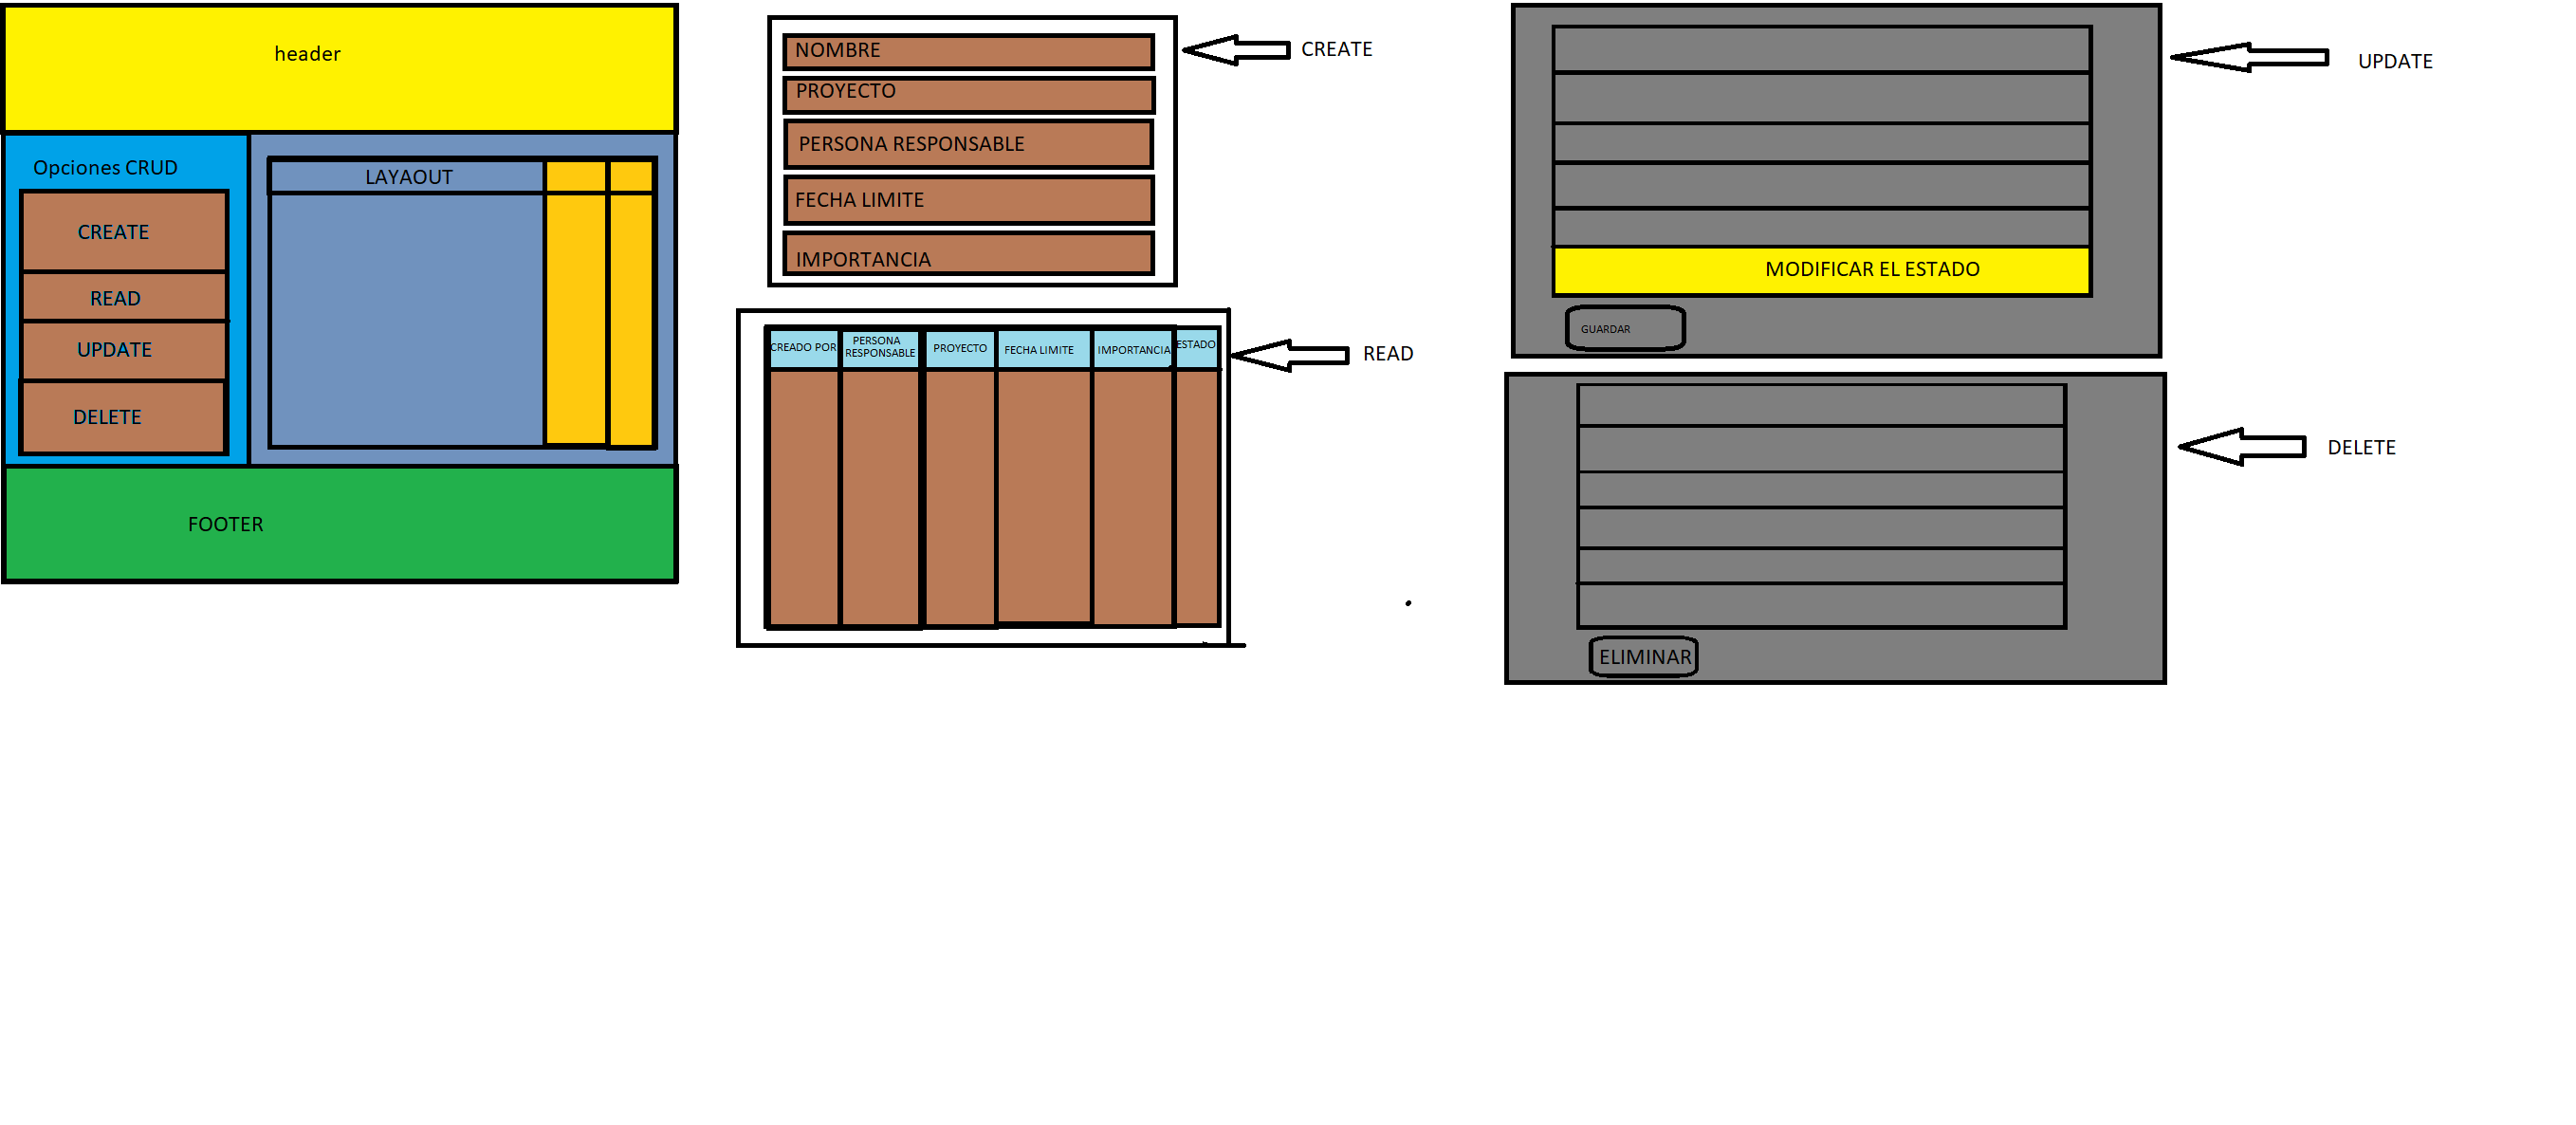 header
Opciones CRUD
CREATE
READ
UPDATE
DELETE
LAYAOUT
FOOTER
NOMBRE
PROYECTO
PERSONA RESPONSABLE
FECHA LIMITE
IMPORTANCIA
CREATE
CREADO POR
PERSONA
RESPONSABLE
PROYECTO
FECHA LIMITE
IMPORTANCIA
ESTADO
READ
MODIFICAR EL ESTADO
GUARDAR
UPDATE
ELIMINAR
DELETE